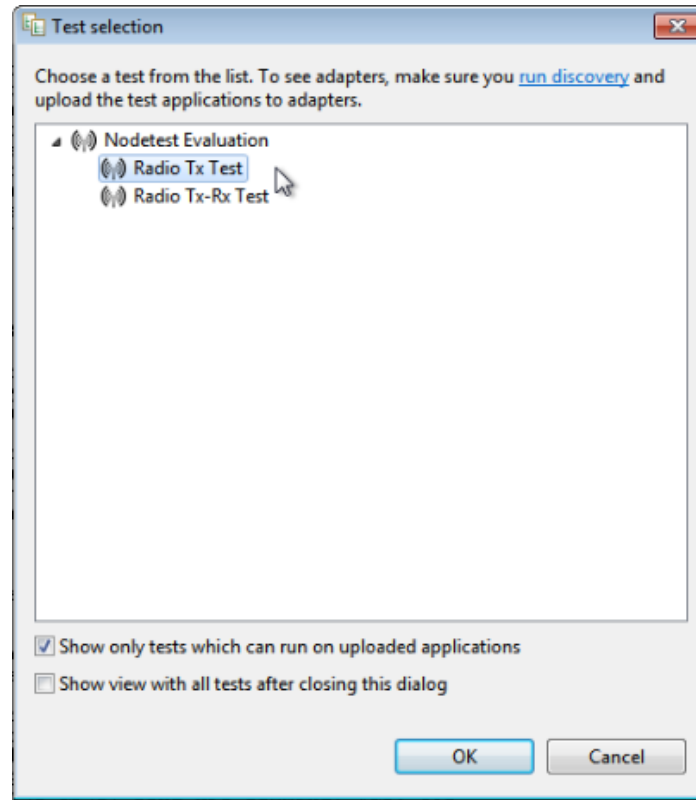 Test selection
Choose a test from the list. To see adapters, make sure you run discovery and
upload the test applications to adapters.
Nodetest Evaluation
Radio Tx Test
Radio Tx-Rx Test
Show only tests which can run on uploaded applications
Show view with all tests after closing this dialog
OK Cancel